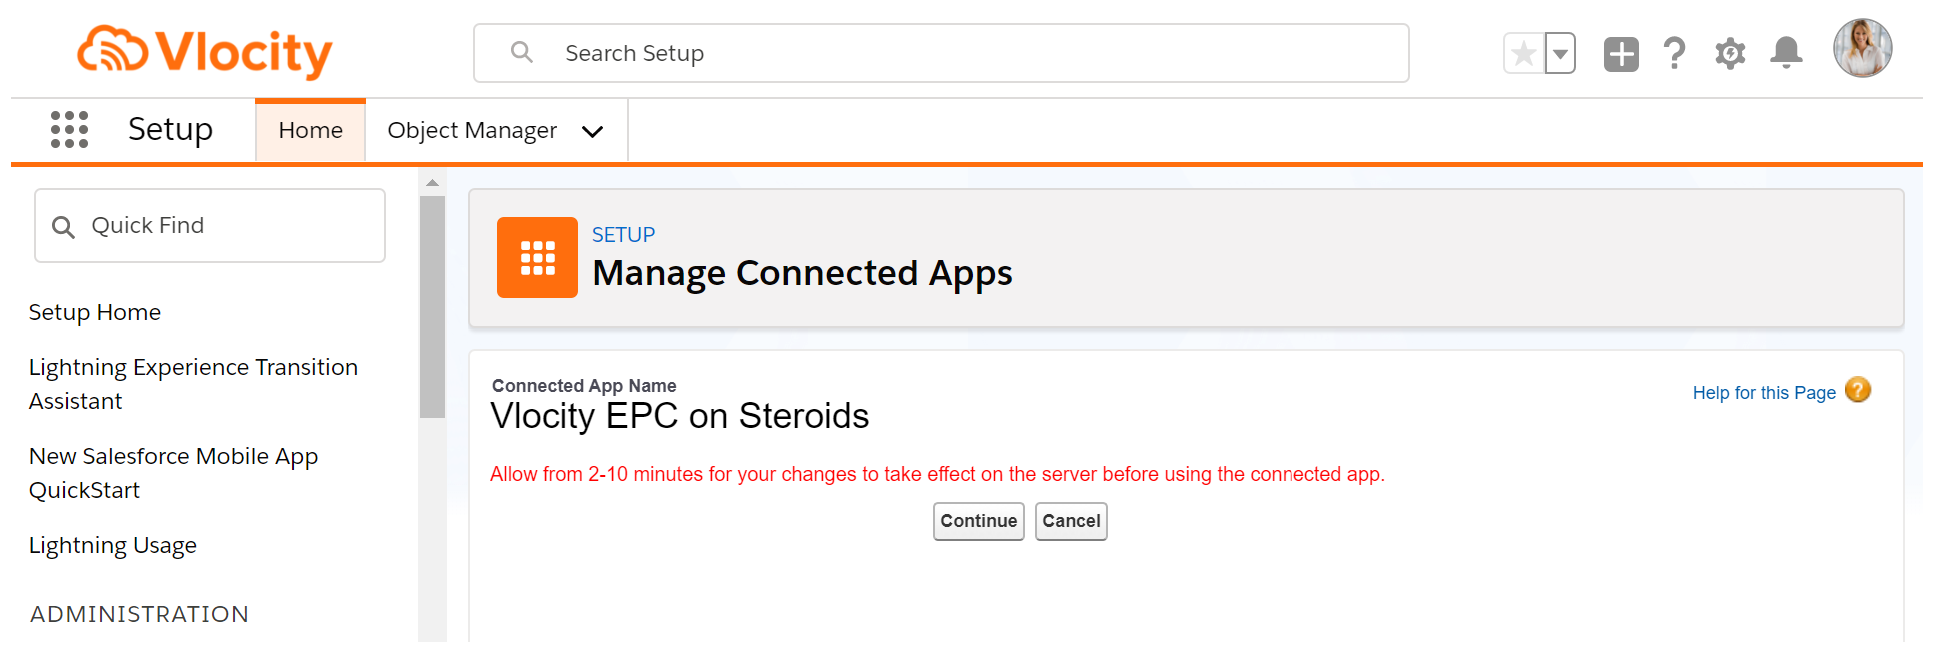 Vlocity
Search Setup
Setup
Home
Object Manager
Quick Find
Setup Home
Lightning Experience Transition
Assistant
New Salesforce Mobile App
QuickStart
Lightning Usage
ADMINISTRATION
SETUP
Manage Connected Apps
Connected App Name
Vlocity EPC on Steroids
Help for this Page ?
Allow from 2-10 minutes for your changes to take effect on the server before using the connected app.
Continue
Cancel